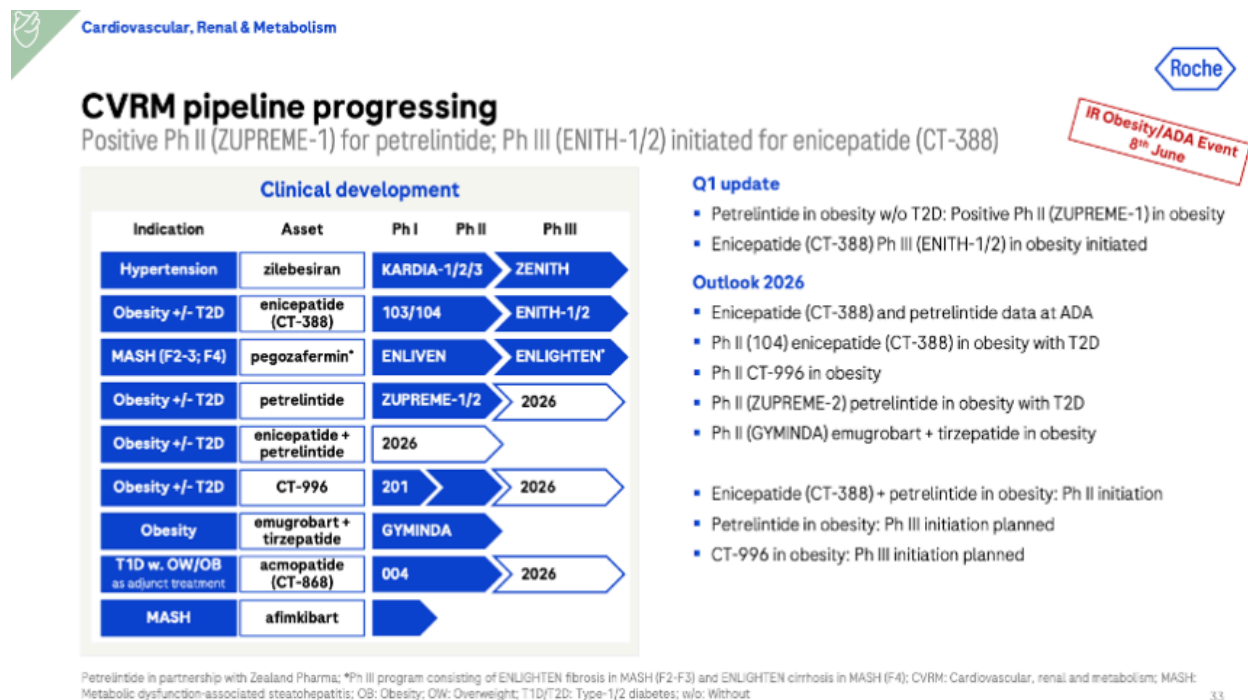 Cardiovascular, Renal & Metabolism
Roche
CVRM pipeline progressing
Positive Ph II (ZUPREME-1) for petrelintide; Ph III (ENITH-1/2) initiated for enicepatide (CT-388)
IR Obesity/ADA Event
8th June
Clinical development
Indication Asset Ph I Ph II Ph III
Hypertension zilebesiran KARDIA-1/2/3 ZENITH
Obesity +/- T2D enicepatide (CT-388) 103/104 ENITH-1/2
MASH (F2-3; F4) pegozafermin* ENLIVEN ENLIGHTEN*
Obesity +/- T2D petrelintide ZUPREME-1/2 2026
Obesity +/- T2D enicepatide + petrelintide 2026
Obesity +/- T2D CT-996 201 2026
Obesity emugrobart + tirzepatide GYMINDA
T1D w. OW/OB as adjunct treatment acmopatide (CT-868) 004 2026
MASH afimkibart
Q1 update
▪ Petrelintide in obesity w/o T2D: Positive Ph II (ZUPREME-1) in obesity
▪ Enicepatide (CT-388) Ph III (ENITH-1/2) in obesity initiated
Outlook 2026
▪ Enicepatide (CT-388) and petrelintide data at ADA
▪ Ph II (104) enicepatide (CT-388) in obesity with T2D
▪ Ph II CT-996 in obesity
▪ Ph II (ZUPREME-2) petrelintide in obesity with T2D
▪ Ph II (GYMINDA) emugrobart + tirzepatide in obesity
▪ Enicepatide (CT-388) + petrelintide in obesity: Ph II initiation
▪ Petrelintide in obesity: Ph III initiation planned
▪ CT-996 in obesity: Ph III initiation planned
Petrelintide in partnership with Zealand Pharma; *Ph III program consisting of ENLIGHTEN fibrosis in MASH (F2-F3) and ENLIGHTEN cirrhosis in MASH (F4); CVRM: Cardiovascular, renal and metabolism; MASH:
Metabolic dysfunction-associated steatohepatitis; OB: Obesity; OW: Overweight; T1D/T2D: Type-1/2 diabetes; w/o: Without
33